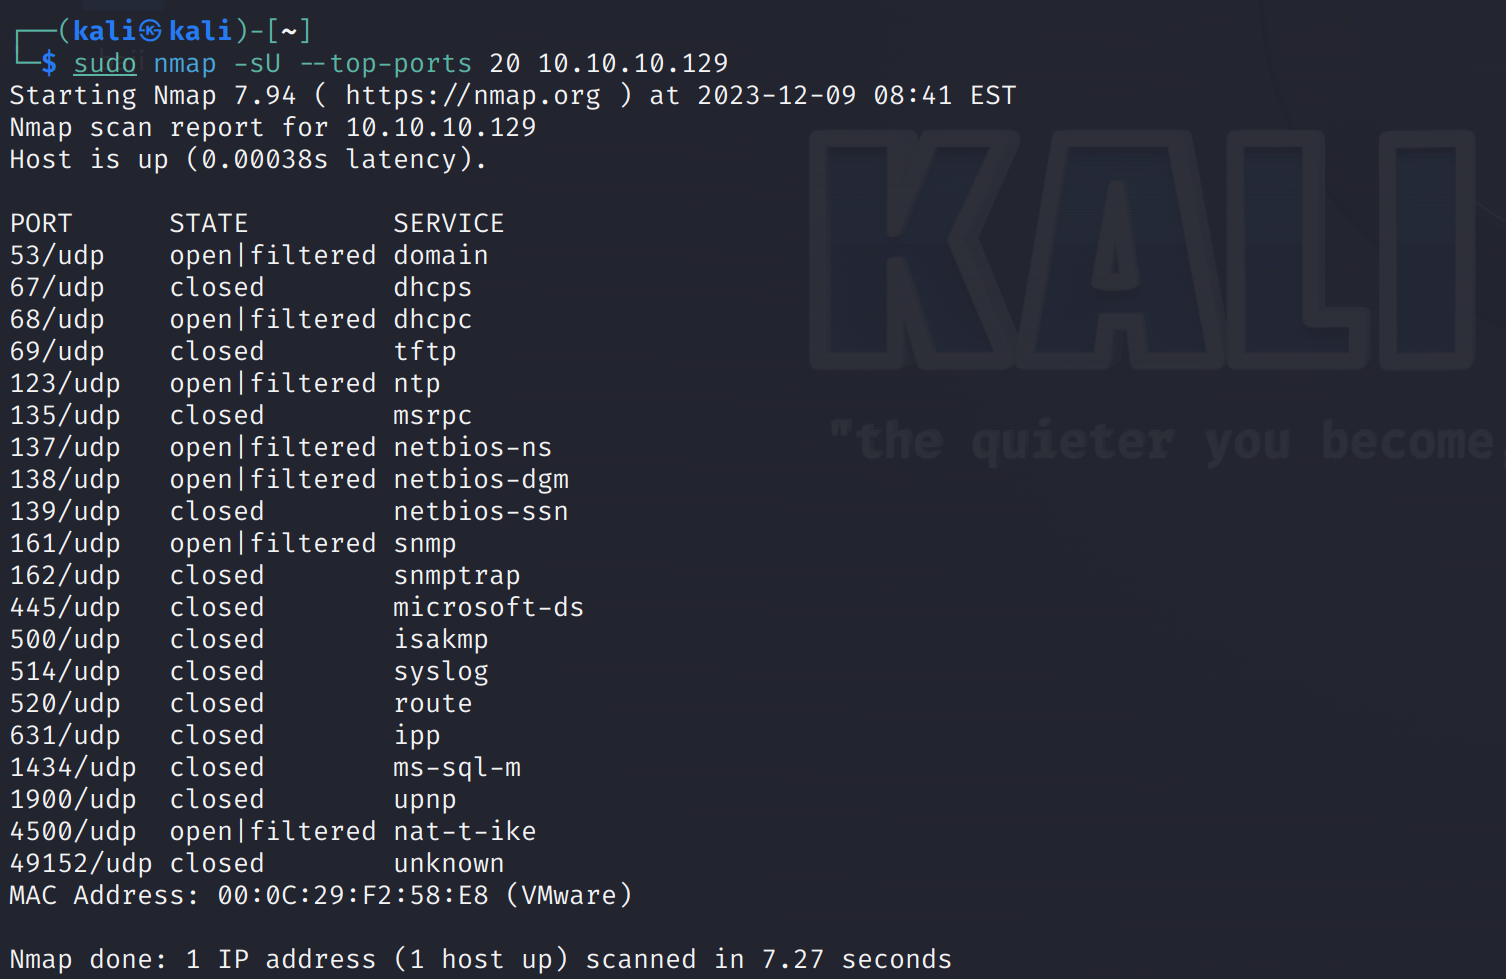 ┌──(kali㉿kali)-[~]
└─$ sudo nmap -sU --top-ports 20 10.10.10.129
Starting Nmap 7.94 ( https://nmap.org ) at 2023-12-09 08:41 EST
Nmap scan report for 10.10.10.129
Host is up (0.00038s latency).

PORT      STATE         SERVICE
53/udp    open|filtered domain
67/udp    closed        dhcps
68/udp    open|filtered dhcpc
69/udp    closed        tftp
123/udp   open|filtered ntp
135/udp   closed        msrpc
137/udp   open|filtered netbios-ns
138/udp   open|filtered netbios-dgm
139/udp   closed        netbios-ssn
161/udp   open|filtered snmp
162/udp   closed        snmptrap
445/udp   closed        microsoft-ds
500/udp   closed        isakmp
514/udp   closed        syslog
520/udp   closed        route
631/udp   closed        ipp
1434/udp  closed        ms-sql-m
1900/udp  closed        upnp
4500/udp  open|filtered nat-t-ike
49152/udp closed        unknown
MAC Address: 00:0C:29:F2:58:E8 (VMware)

Nmap done: 1 IP address (1 host up) scanned in 7.27 seconds
KALI
"the quieter you become